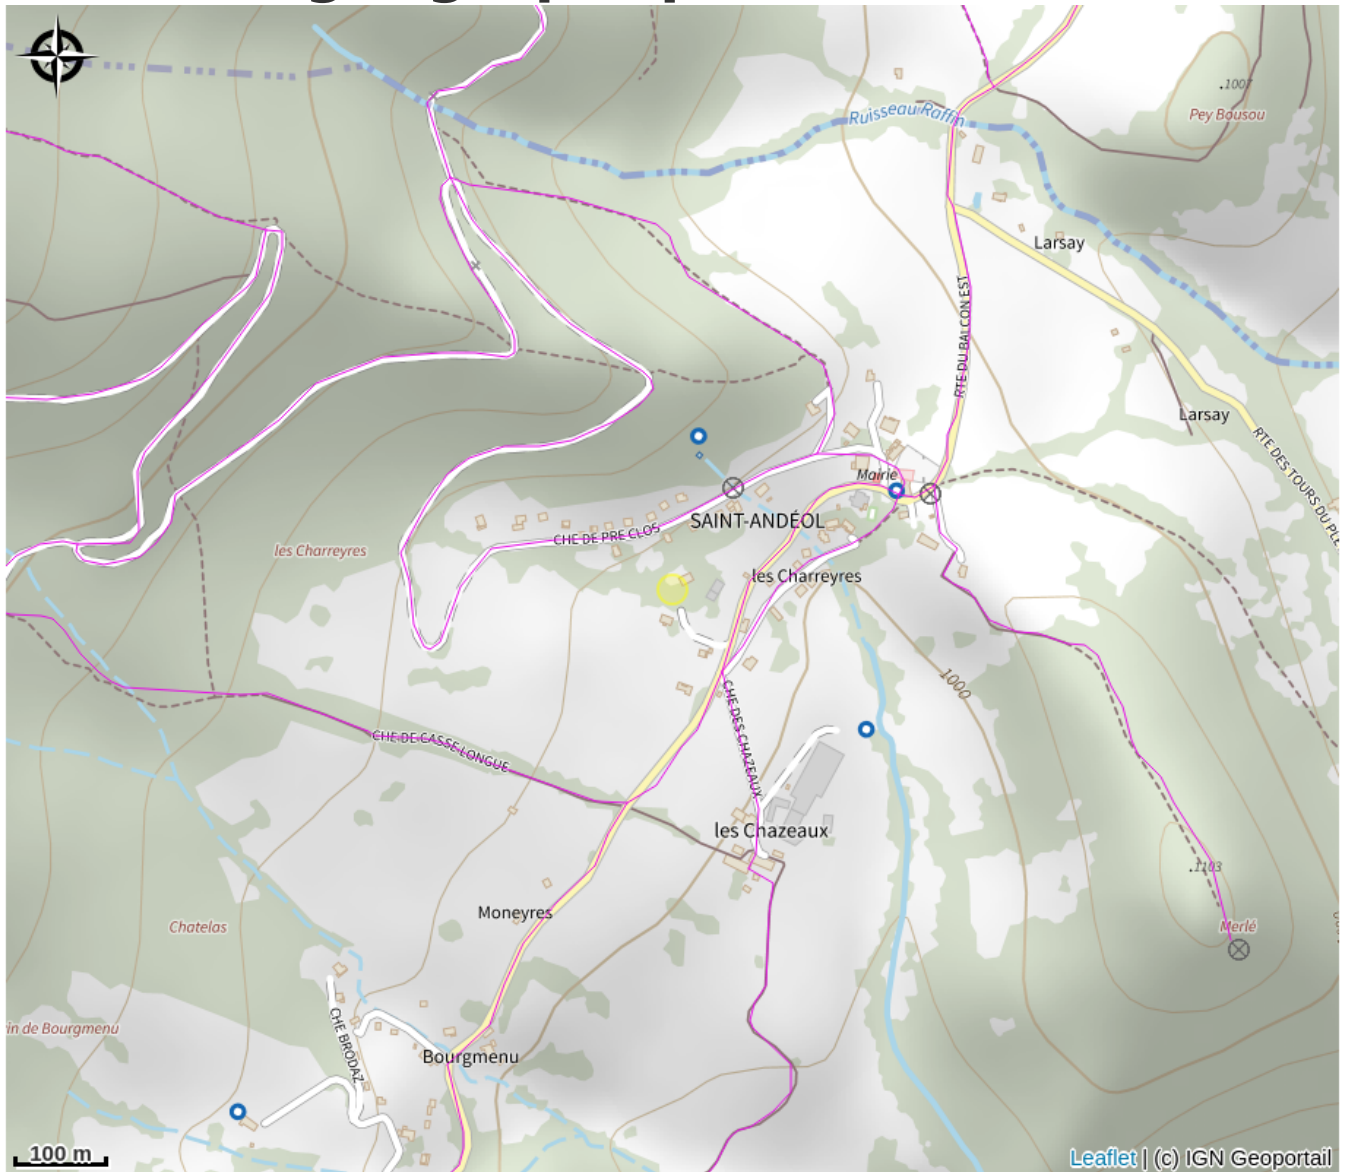 .1007
Pey Bousou
Ruisseau Raffin
Larsay
RTE DU BALCON EST
Larsay
RTE DES TOURS DU PLE
Mairie
SAINT-ANDÉOL
CHE DE PRE CLOS
les Charreyres
les Charreyres
1000
CHE DES CHAZEAUX
CHE DE CASSE LONGUE
les Chazeaux
.1103
Moneyres
Merlé
Chatelas
in de Bourgmenu
CHE BRODAZ
Bourgmenu
100 m
Leaflet | (c) IGN Geoportail